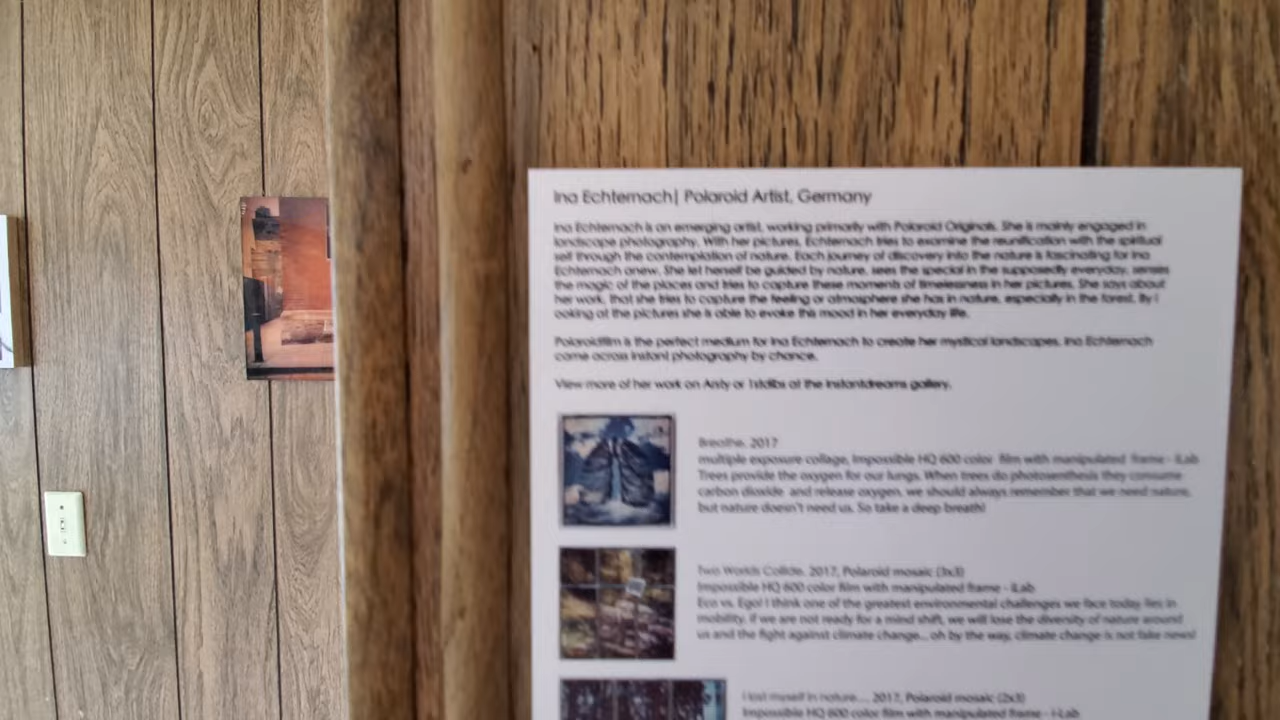 Ina Echternach| Polaroid Artist, Germany
Ina Echternach is an emerging artist, working primarily with Polaroid Originals. She is mainly engaged in
landscape photography. With her pictures, Echternach tries to examine the reunification with the spiritual
self through the contemplation of nature. Each journey of discovery into the nature is fascinating for Ina
Echternach anew. She let herself be guided by nature, sees the special in the supposedly everyday, senses
the magic of the places and tries to capture these moments of timelessness in her pictures. She says about
her work, that she tries to capture the feeling or atmosphere she has in nature, especially in the forest. By l
ooking at the pictures she is able to evoke this mood in her everyday life.
Polaroidfilm is the perfect medium for Ina Echternach to create her mystical landscapes. Ina Echternach
came across instant photography by chance.
View more of her work on Artsy or 1stdibs at the instantdreams gallery.
Breathe, 2017
multiple exposure collage, Impossible HQ 600 color film with manipulated frame - iLab
Trees provide the oxygen for our lungs. When trees do photosenthesis they consume
carbon dioxide and release oxygen. we should always remember that we need nature,
but nature doesn't need us. So take a deep breath!
Two Worlds Collide. 2017, Polaroid mosaic (3x3)
Impossible HQ 600 color film with manipulated frame - iLab
Eco vs. Ego! I think one of the greatest environmental challenges we face today lies in
mobility. if we are not ready for a mind shift, we will lose the diversity of nature around
us and the fight against climate change... oh by the way, climate change is not fake news!
I lost myself in nature.... 2017, Polaroid mosaic (2x3)
Impossible HQ 600 color film with manipulated frame - I-Lab